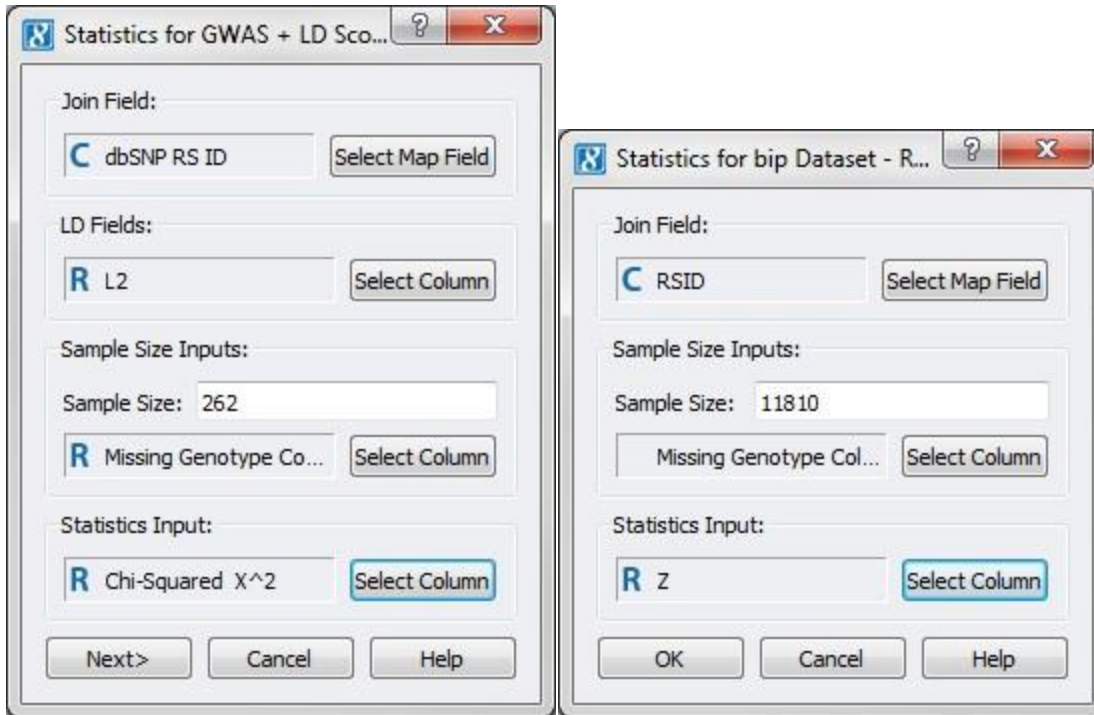 Statistics for GWAS + LD Sco...
Join Field:
C dbSNP RS ID Select Map Field
LD Fields:
R L2 Select Column
Sample Size Inputs:
Sample Size: 262
R Missing Genotype Co... Select Column
Statistics Input:
R Chi-Squared X^2 Select Column
Next> Cancel Help
Statistics for bip Dataset - R...
Join Field:
C RSID Select Map Field
Sample Size Inputs:
Sample Size: 11810
Missing Genotype Col... Select Column
Statistics Input:
R Z Select Column
OK Cancel Help